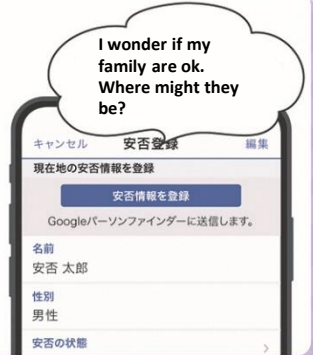 I wonder if my
family are ok.
Where might they
be?
キャンセル 安否登録 編集
現在地の安否情報を登録
安否情報を登録
Googleパーソンファインダーに送信します。
名前
安否 太郎
性別
男性
安否の状態